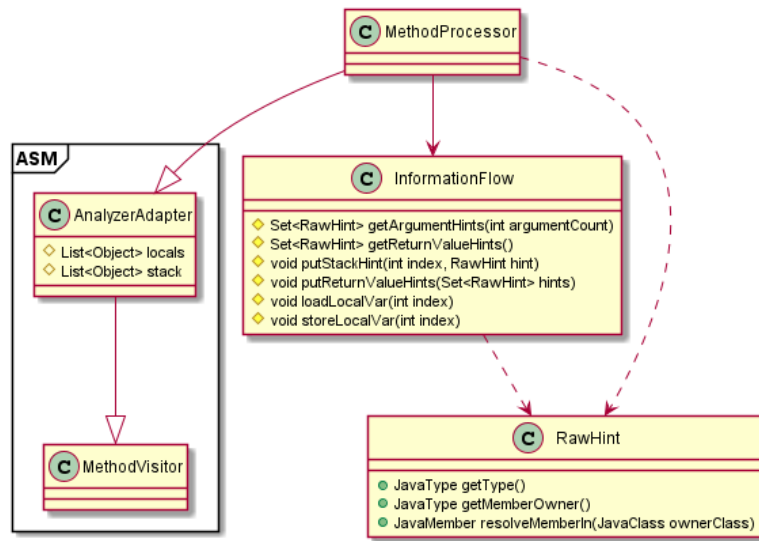 C MethodProcessor
ASM
C AnalyzerAdapter
List<Object> locals
List<Object> stack
C InformationFlow
Set<RawHint> getArgumentHints(int argumentCount)
Set<RawHint> getReturnValueHints()
void putStackHint(int index, RawHint hint)
void putReturnValueHints(Set<RawHint> hints)
void loadLocalVar(int index)
void storeLocalVar(int index)
C MethodVisitor
C RawHint
JavaType getType()
JavaType getMemberOwner()
JavaMember resolveMemberIn(JavaClass ownerClass)